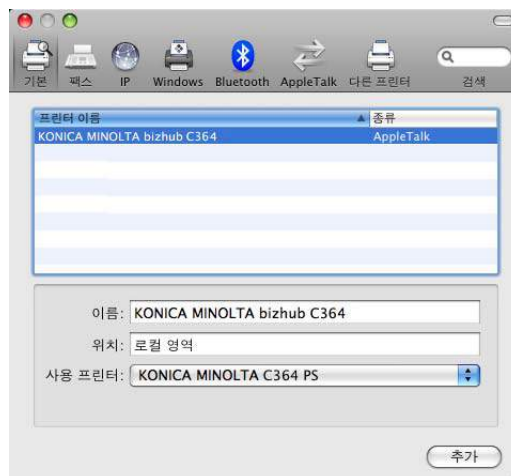 기본 팩스 IP Windows Bluetooth AppleTalk 다른 프린터 검색
프린터 이름 종류
KONICA MINOLTA bizhub C364 AppleTalk
이름: KONICA MINOLTA bizhub C364
위치: 로컬 영역
사용 프린터: KONICA MINOLTA C364 PS
추가